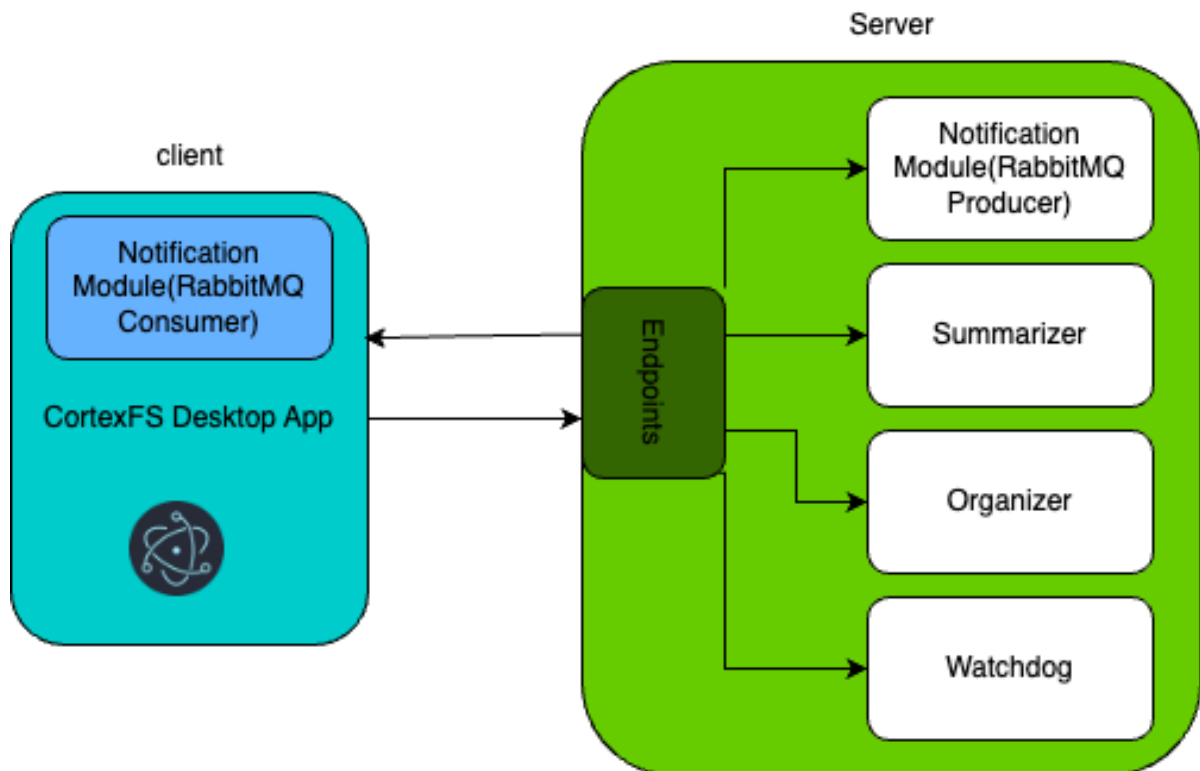 Server
client
Notification
Module(RabbitMQ
Producer)
Notification
Module(RabbitMQ
Consumer)
Endpoints
Summarizer
CortexFS Desktop App
Organizer
Watchdog